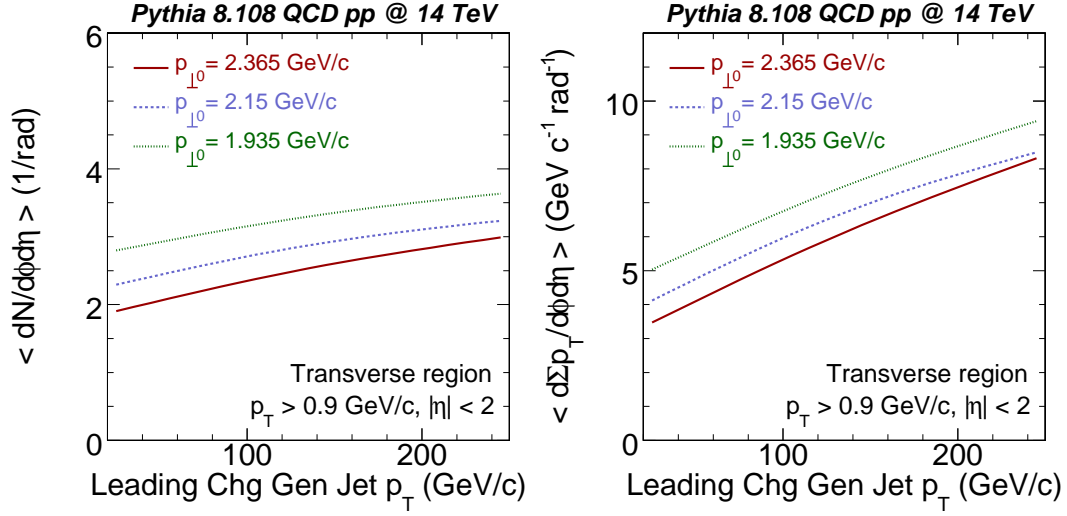 Pythia 8.108 QCD pp @ 14 TeV
6
4
2
0
100
200
p⊥0 = 2.365 GeV/c
p⊥0 = 2.15 GeV/c
p⊥0 = 1.935 GeV/c
Transverse region
pT > 0.9 GeV/c, |η| < 2
< dN/dφdη > (1/rad)
Leading Chg Gen Jet pT (GeV/c)
Pythia 8.108 QCD pp @ 14 TeV
10
5
0
100
200
p⊥0 = 2.365 GeV/c
p⊥0 = 2.15 GeV/c
p⊥0 = 1.935 GeV/c
Transverse region
pT > 0.9 GeV/c, |η| < 2
< dΣpT/dφdη > (GeV c-1 rad-1)
Leading Chg Gen Jet pT (GeV/c)